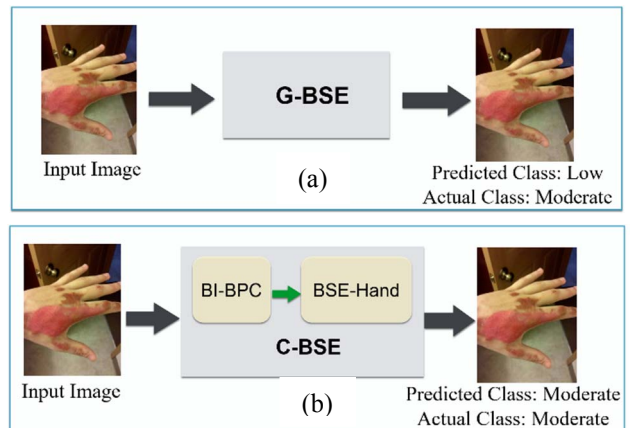 G-BSE
Input Image
(a)
Predicted Class: Low
Actual Class: Moderate
BI-BPC
BSE-Hand
C-BSE
Input Image
(b)
Predicted Class: Moderate
Actual Class: Moderate